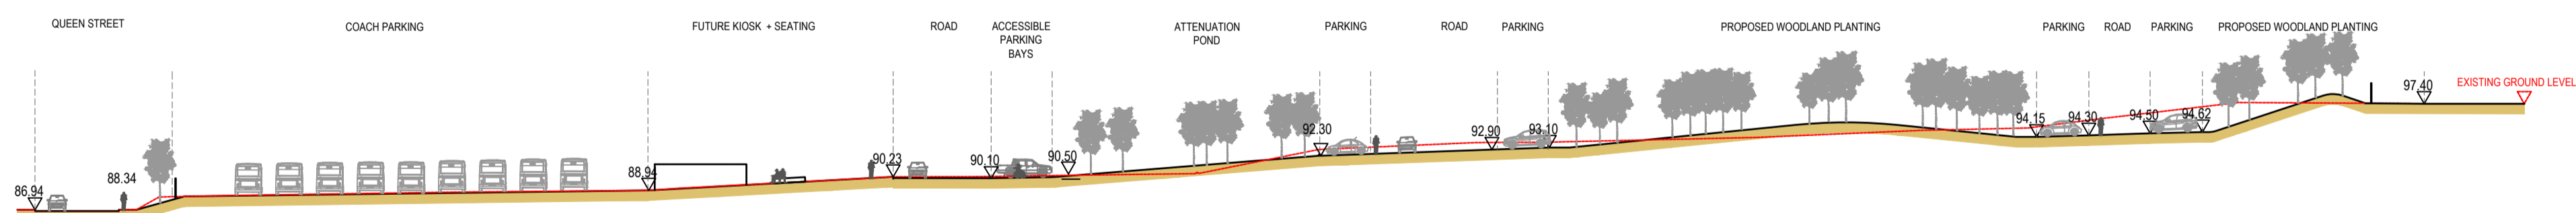 QUEEN STREET
COACH PARKING
FUTURE KIOSK + SEATING
ROAD
ACCESSIBLE
PARKING
BAYS
ATTENUATION
POND
PARKING
ROAD
PARKING
PROPOSED WOODLAND PLANTING
PARKING
ROAD
PARKING
PROPOSED WOODLAND PLANTING
86.94
88.34
88.94
90.23
90.10
90.50
92.30
92.90
93.10
94.15
94.30
94.50
94.62
97.40
EXISTING GROUND LEVEL